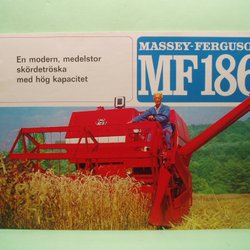 MASSEY-FERGUSO
En modern, medelstor
skördetröska
med hög kapacitet
MF186